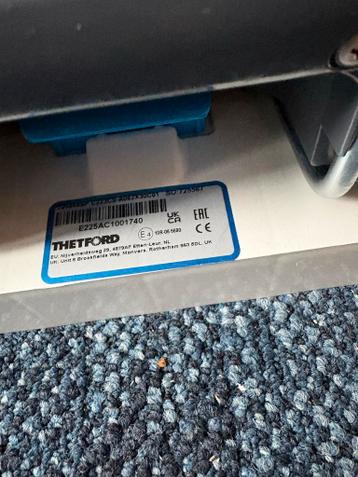 E225AC1001740
UK
CA
EAC
THETFORD
E4
CE
EU, Nijverheidsweg 29, 4879AP Etten-Leur, NL
UK, Unit 6 Brookfields Way, Manvers, Rotherham S63 5DL, UK